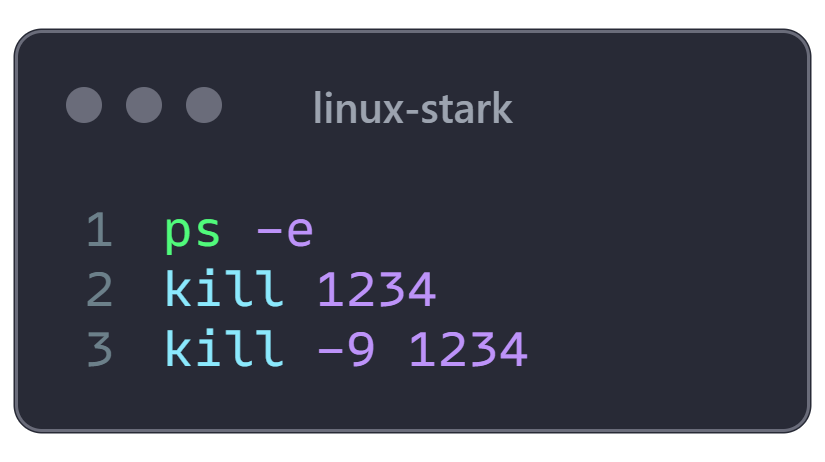 linux-stark
1 ps -e
2 kill 1234
3 kill -9 1234